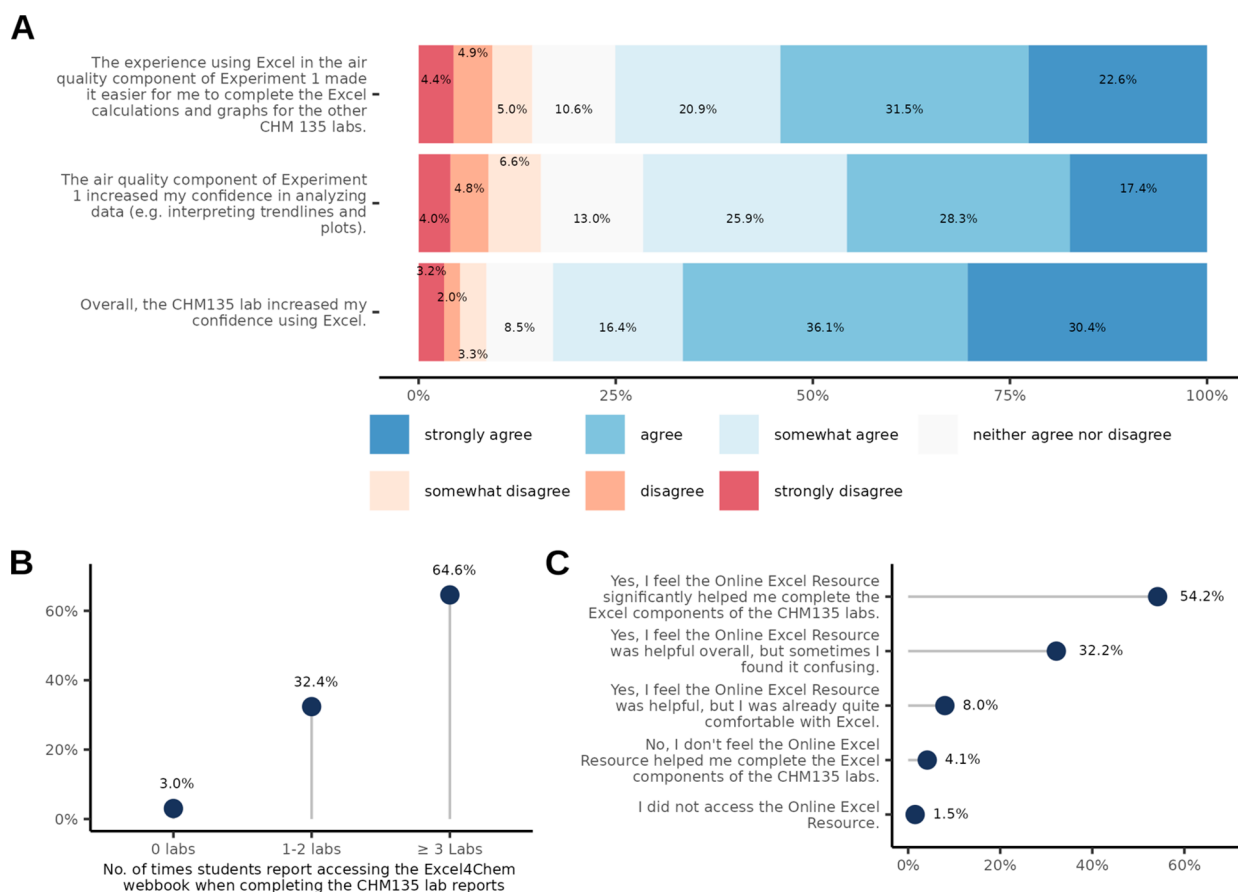 A
The experience using Excel in the air
quality component of Experiment 1 made
it easier for me to complete the Excel
calculations and graphs for the other
CHM 135 labs.
4.4%
4.9%
5.0%
10.6%
20.9%
31.5%
22.6%
The air quality component of Experiment
1 increased my confidence in analyzing
data (e.g. interpreting trendlines and
plots).
4.0%
4.8%
6.6%
13.0%
25.9%
28.3%
17.4%
Overall, the CHM135 lab increased my
confidence using Excel.
3.2%
2.0%
3.3%
8.5%
16.4%
36.1%
30.4%
0%
25%
50%
75%
100%
strongly agree
agree
somewhat agree
neither agree nor disagree
somewhat disagree
disagree
strongly disagree
B
60%
40%
20%
0%
3.0%
32.4%
64.6%
0 labs
1-2 labs
≥ 3 Labs
No. of times students report accessing the Excel4Chem
webbook when completing the CHM135 lab reports
C
Yes, I feel the Online Excel Resource
significantly helped me complete the
Excel components of the CHM135 labs.
54.2%
Yes, I feel the Online Excel Resource
was helpful overall, but sometimes I
found it confusing.
32.2%
Yes, I feel the Online Excel Resource
was helpful, but I was already quite
comfortable with Excel.
8.0%
No, I don't feel the Online Excel
Resource helped me complete the Excel
components of the CHM135 labs.
4.1%
I did not access the Online Excel
Resource.
1.5%
0%
20%
40%
60%